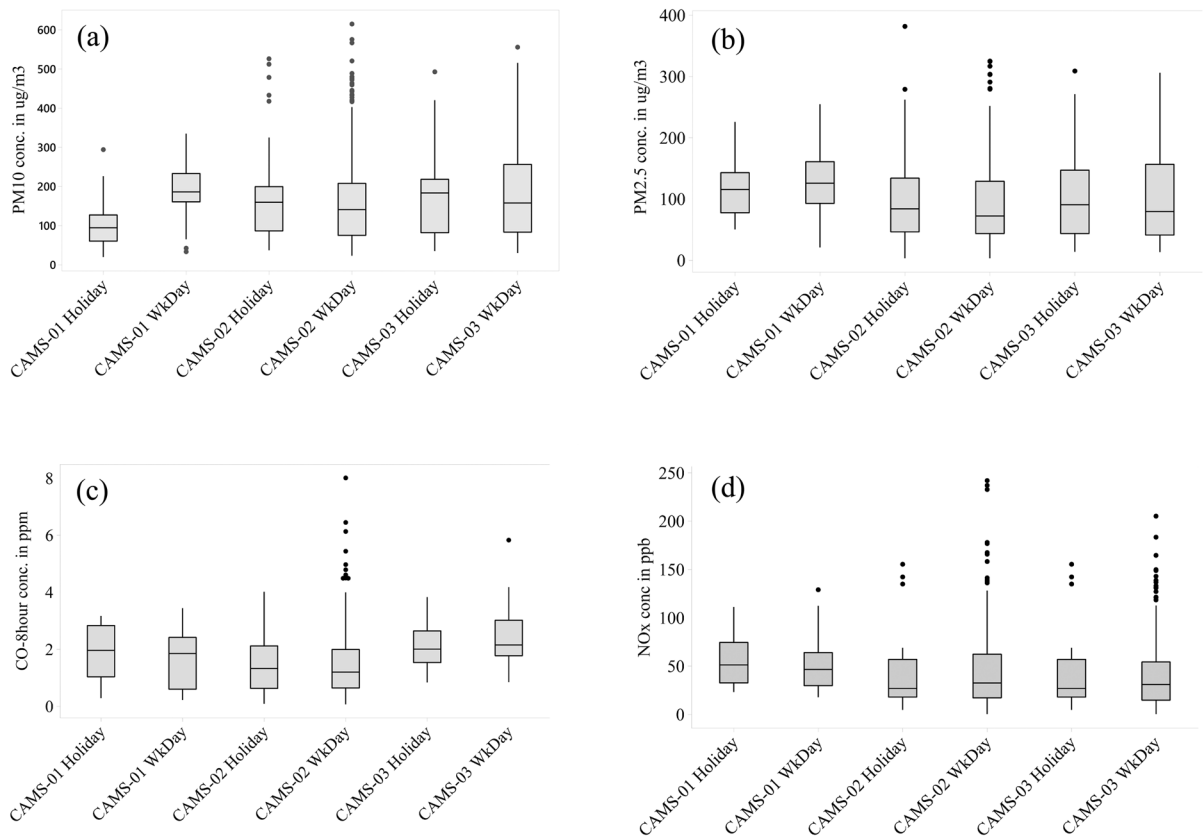 (a)
PM10 conc. in ug/m3
600
500
400
300
200
100
0
CAMS-01 Holiday
CAMS-01 WkDay
CAMS-02 Holiday
CAMS-02 WkDay
CAMS-03 Holiday
CAMS-03 WkDay
(b)
PM2.5 conc. in ug/m3
400
300
200
100
0
CAMS-01 Holiday
CAMS-01 WkDay
CAMS-02 Holiday
CAMS-02 WkDay
CAMS-03 Holiday
CAMS-03 WkDay
(c)
CO-8hour conc. in ppm
8
6
4
2
0
CAMS-01 Holiday
CAMS-01 WkDay
CAMS-02 Holiday
CAMS-02 WkDay
CAMS-03 Holiday
CAMS-03 WkDay
(d)
NOx conc in ppb
250
200
150
100
50
0
CAMS-01 Holiday
CAMS-01 WkDay
CAMS-02 Holiday
CAMS-02 WkDay
CAMS-03 Holiday
CAMS-03 WkDay